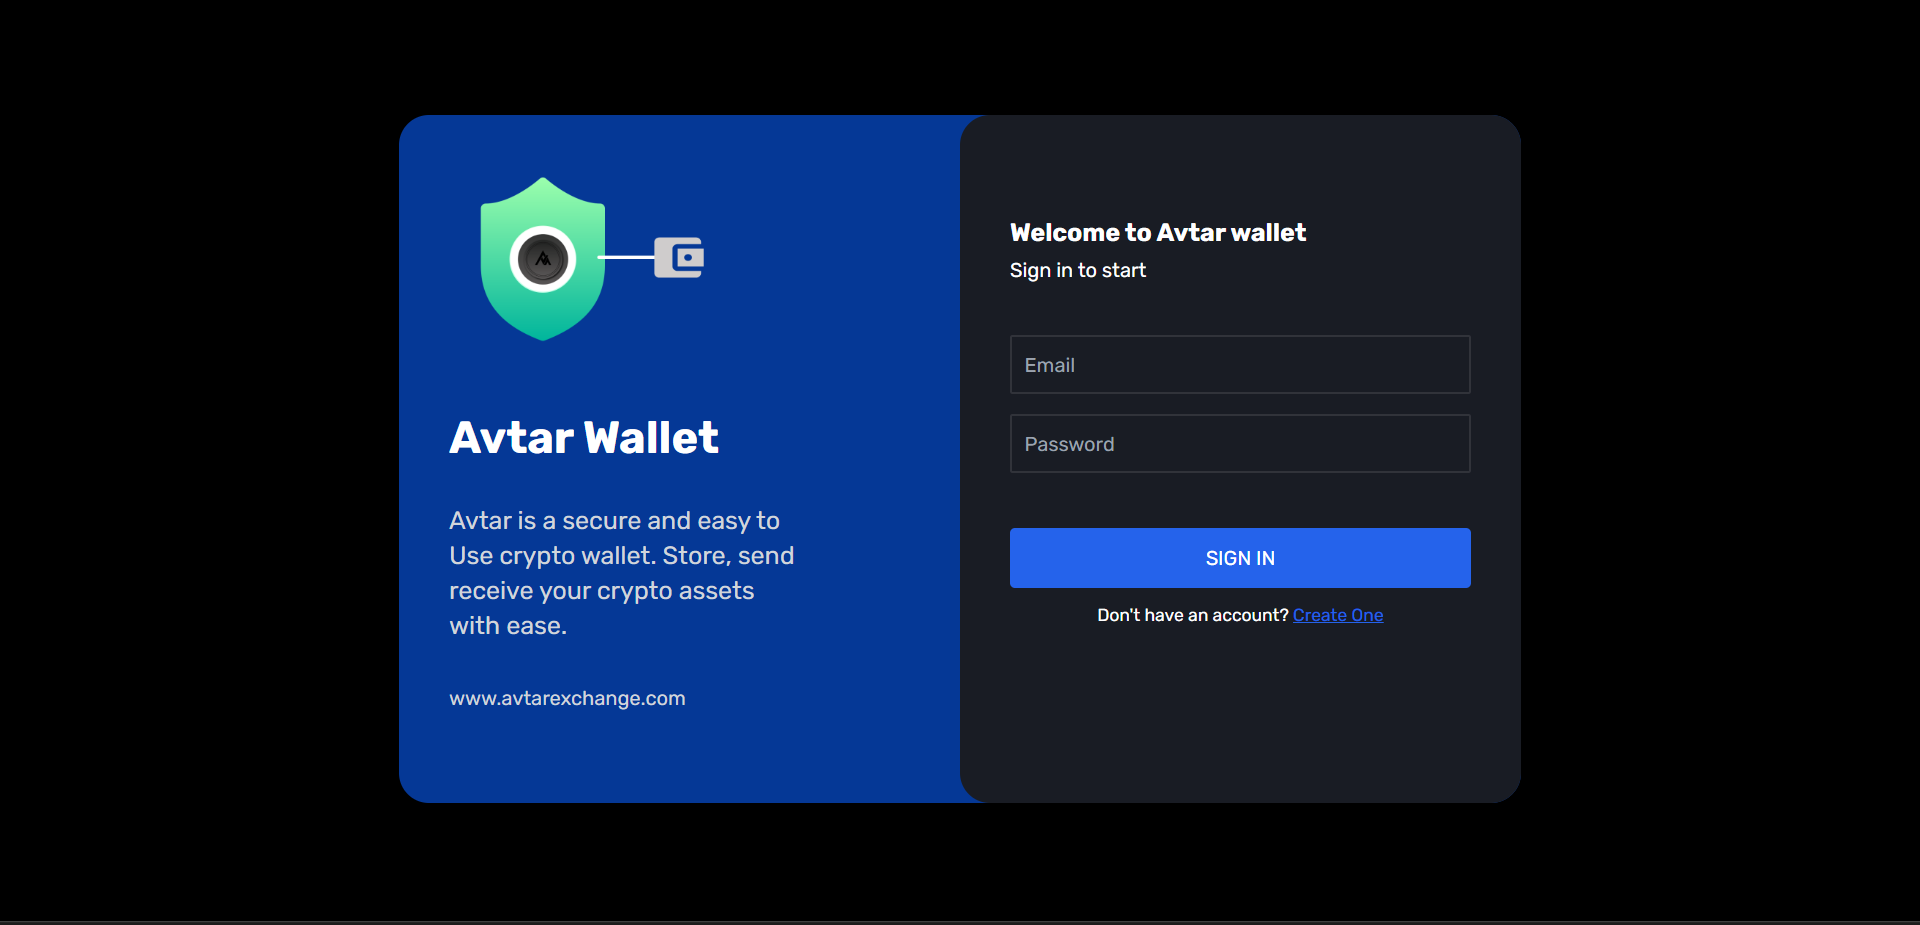 Avtar Wallet
Avtar is a secure and easy to
Use crypto wallet. Store, send
receive your crypto assets
with ease.
www.avtarexchange.com
Welcome to Avtar wallet
Sign in to start
Email
Password
SIGN IN
Don't have an account? Create One